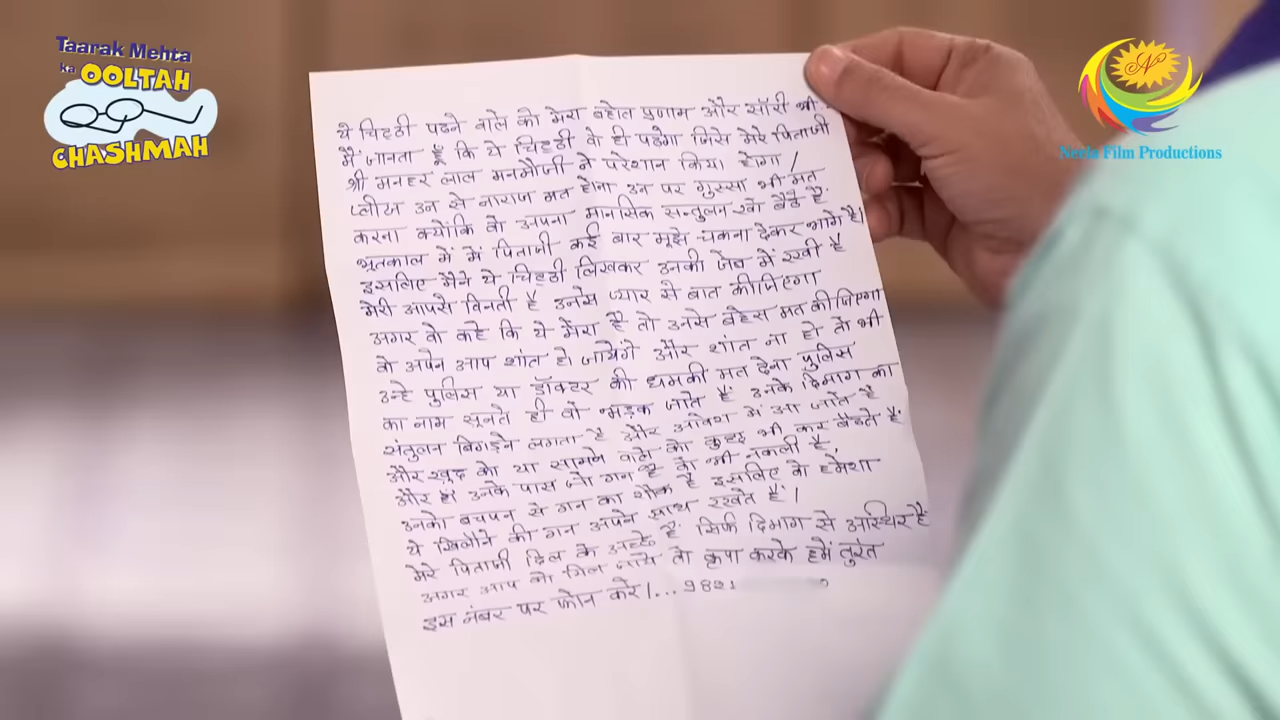 Taarak Mehta
ka OOLTAH
CHASHMAH
Neela Film Productions
ये चिट्ठी पढने वाले को मेरा बहोत प्रणाम और सॉरी भी..
मैं जानता हूँ कि ये चिट्ठी वो ही पढेगा जिसे मेरे पिताजी
श्री मनहर लाल मनमौजी ने परेशान किया होगा /
प्लीज उन से नाराज मत होना उन पर गुस्सा भी मत
करना क्योंकि वो अपना मानसिक सन्तुलन खो बैठे हैं.
भूतकाल में में पिताजी कई बार मूझे चकमा देकर भागे है।
इसलिए मैने ये चिट्ठी लिखकर उनकी जेब में रखी है
मेरी आपसे विनती है उनसे प्यार से बात कीजिएगा
अगर वो कहे कि ये मेरा है तो उनसे बहेस मत कीजिएगा
वो अपने आप शांत हो जायेंगे और शांत ना हो तो भी
उन्हे पुलिस या डॉक्टर की धमकी मत देना पुलिस
का नाम सूनते ही वो भड़क जाते हैं उनके दिमाग का
संतुलन बिगड़ने लगता है और आवेश में आ जाते है
और खुद को या सामने वाले को कुछ भी कर बैठते हैं
और हा उनके पास जो गन है वो भी नकली है,
उनको बचपन से गन का शौक है इसलिए वो हमेशा
ये खिलौने की गन अपने साथ रखते हैं।
मेरे पिताजी दिल के अच्छे हैं सिर्फ दिमाग से अस्थिर हैं
अगर आप को मिल जाये तो कृपा करके हमें तुरंत
इस नंबर पर फोन करें।... 9821